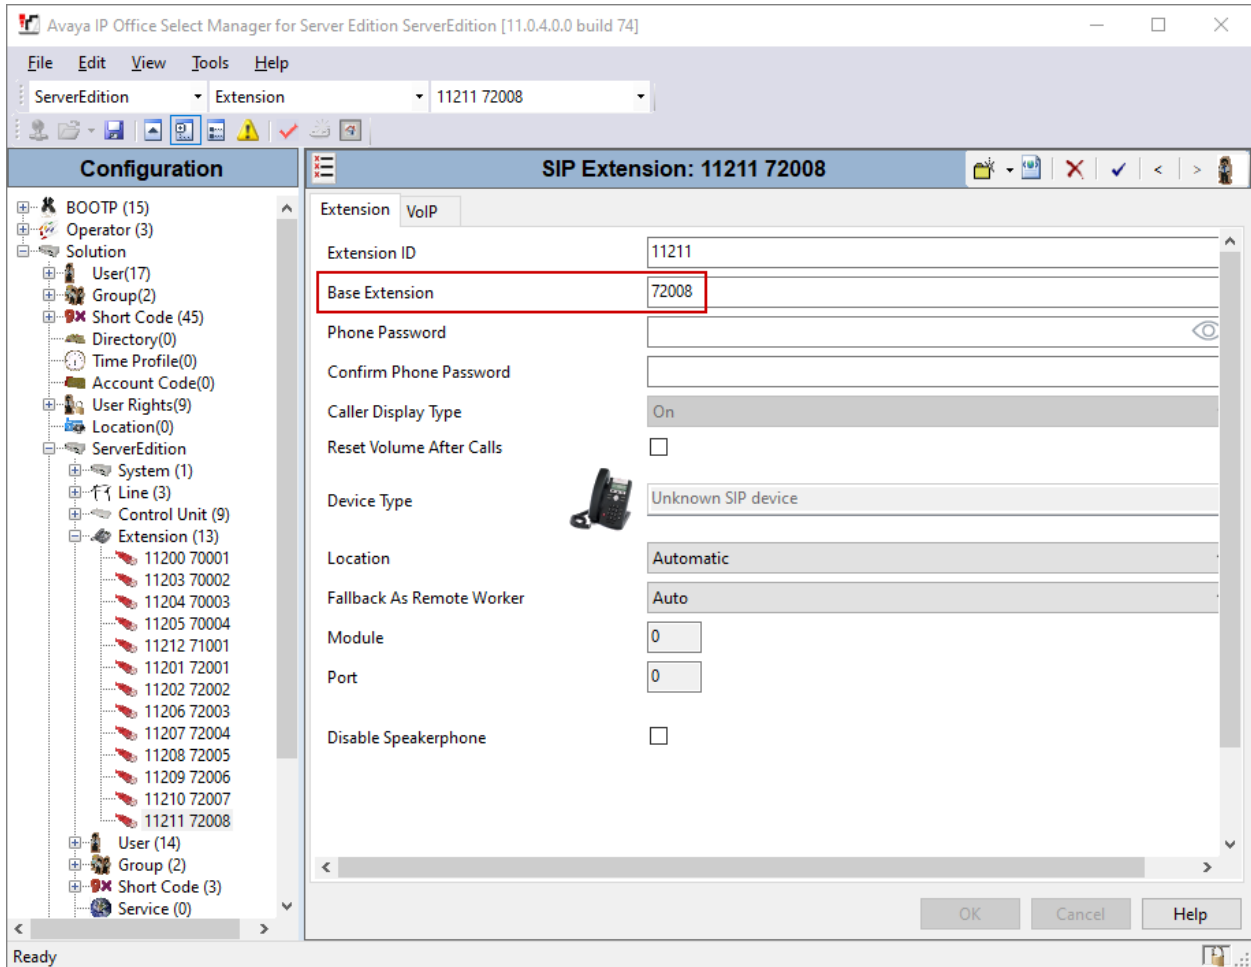 Avaya IP Office Select Manager for Server Edition ServerEdition [11.0.4.0.0 build 74]
File Edit View Tools Help
ServerEdition Extension 11211 72008
Configuration
BOOTP (15)
Operator (3)
Solution
User(17)
Group(2)
Short Code (45)
Directory(0)
Time Profile(0)
Account Code(0)
User Rights(9)
Location(0)
ServerEdition
System (1)
Line (3)
Control Unit (9)
Extension (13)
11200 70001
11203 70002
11204 70003
11205 70004
11212 71001
11201 72001
11202 72002
11206 72003
11207 72004
11208 72005
11209 72006
11210 72007
11211 72008
User (14)
Group (2)
Short Code (3)
Service (0)
SIP Extension: 11211 72008
Extension VoIP
Extension ID 11211
Base Extension 72008
Phone Password
Confirm Phone Password
Caller Display Type On
Reset Volume After Calls
Device Type Unknown SIP device
Location Automatic
Fallback As Remote Worker Auto
Module 0
Port 0
Disable Speakerphone
OK Cancel Help
Ready